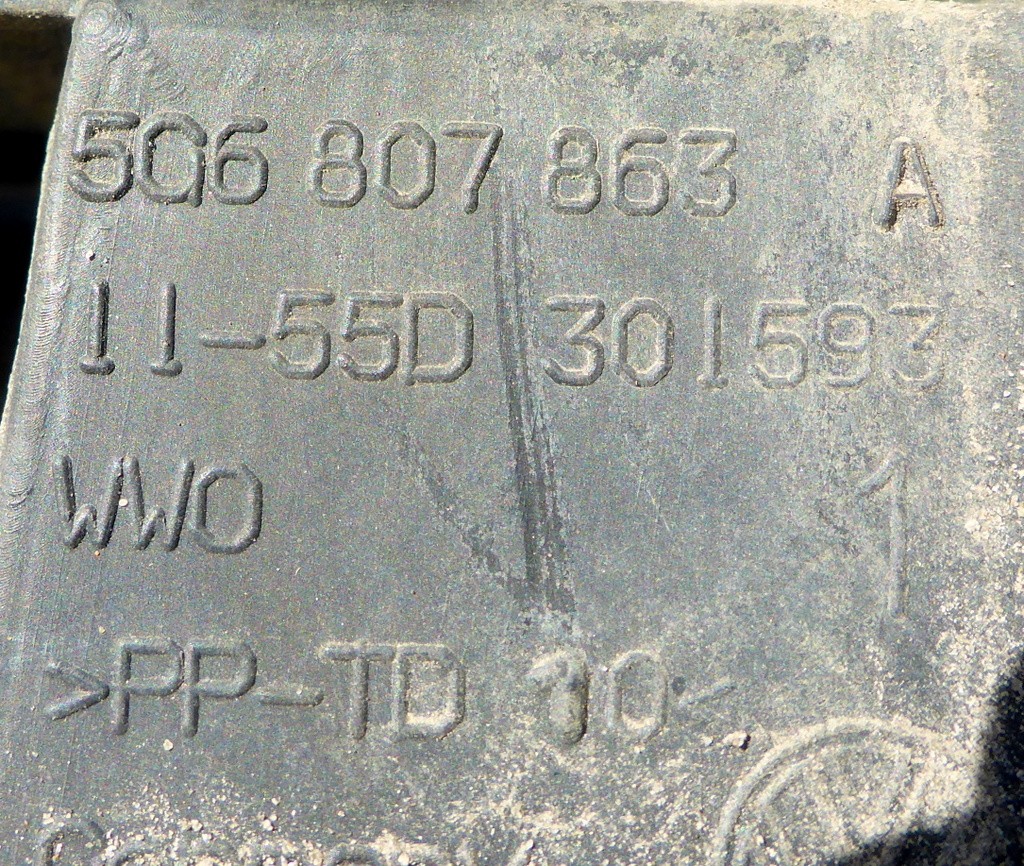 5G6 807 863 A
11-55D 301593
WWO 1
>PP-TD 10<